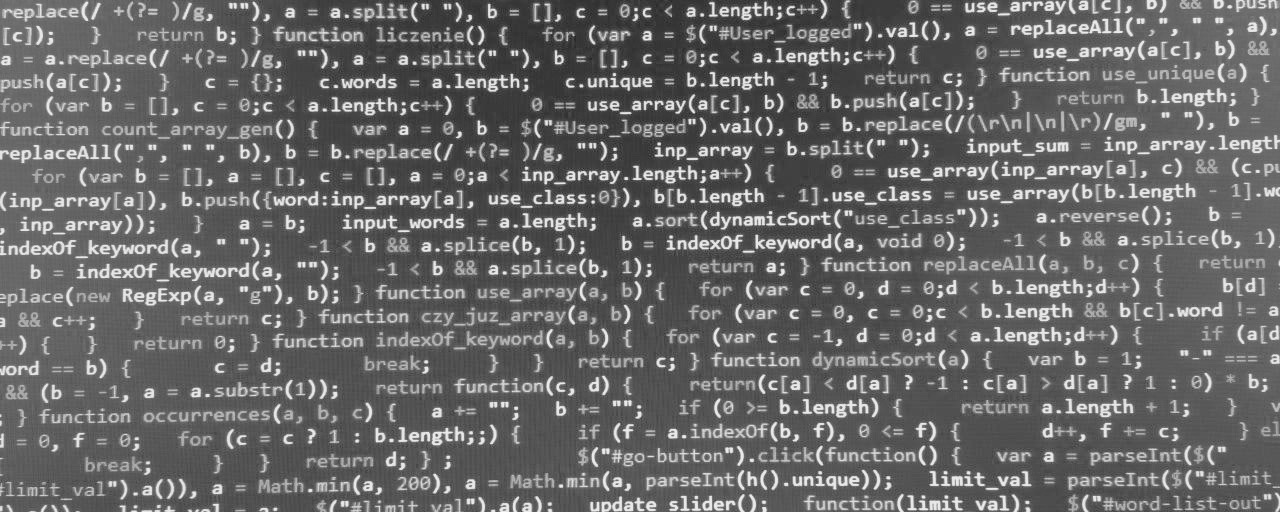 replace(/ +(?= )/g, ""), a = a.split(" "), b = [], c = 0;c < a.length;c++) {     0 == use_array(a[c], b) && b.push
[c]);   }   return b; } function liczenie() {   for (var a = $("#User_logged").val(), a = replaceAll(",", " ", a),
a = a.replace(/ +(?= )/g, ""), a = a.split(" "), b = [], c = 0;c < a.length;c++) {     0 == use_array(a[c], b) &&
push(a[c]);   }   c = {};   c.words = a.length;   c.unique = b.length - 1;   return c; } function use_unique(a) {
for (var b = [], c = 0;c < a.length;c++) {     0 == use_array(a[c], b) && b.push(a[c]);   }   return b.length; }
function count_array_gen() {   var a = 0, b = $("#User_logged").val(), b = b.replace(/(\r\n|\n|\r)/gm, " "), b =
replaceAll(",", " ", b), b = b.replace(/ +(?= )/g, "");   inp_array = b.split(" ");   input_sum = inp_array.length
for (var b = [], a = [], c = [], a = 0;a < inp_array.length;a++) {     0 == use_array(inp_array[a], c) && (c.pu
(inp_array[a]), b.push({word:inp_array[a], use_class:0}), b[b.length - 1].use_class = use_array(b[b.length - 1].wo
, inp_array));   }   a = b;   input_words = a.length;   a.sort(dynamicSort("use_class"));   a.reverse();   b =
indexOf_keyword(a, " ");   -1 < b && a.splice(b, 1);   b = indexOf_keyword(a, void 0);   -1 < b && a.splice(b, 1)
b = indexOf_keyword(a, "");   -1 < b && a.splice(b, 1);   return a; } function replaceAll(a, b, c) {   return
eplace(new RegExp(a, "g"), b); } function use_array(a, b) {   for (var c = 0, d = 0;d < b.length;d++) {     b[d] =
a && c++;   }   return c; } function czy_juz_array(a, b) {   for (var c = 0, c = 0;c < b.length && b[c].word != a
++) {   }   return 0; } function indexOf_keyword(a, b) {   for (var c = -1, d = 0;d < a.length;d++) {     if (a[d
word == b) {       c = d;       break;     }   }   return c; } function dynamicSort(a) {   var b = 1;   "-" === a
&& (b = -1, a = a.substr(1));   return function(c, d) {     return(c[a] < d[a] ? -1 : c[a] > d[a] ? 1 : 0) * b;
; } function occurrences(a, b, c) {   a += "";   b += "";   if (0 >= b.length) {     return a.length + 1;   }   v
d = 0, f = 0;   for (c = c ? 1 : b.length;;) {     if (f = a.indexOf(b, f), 0 <= f) {       d++, f += c;     } el
{       break;     }   }   return d; } ;           $("#go-button").click(function() {   var a = parseInt($("
#limit_val").a()), a = Math.min(a, 200), a = Math.min(a, parseInt(h().unique));   limit_val = parseInt($("#limit_
limit_val = a;   $("#limit_val").a(a);   update_slider();   function(limit_val);   $("#word-list-out")